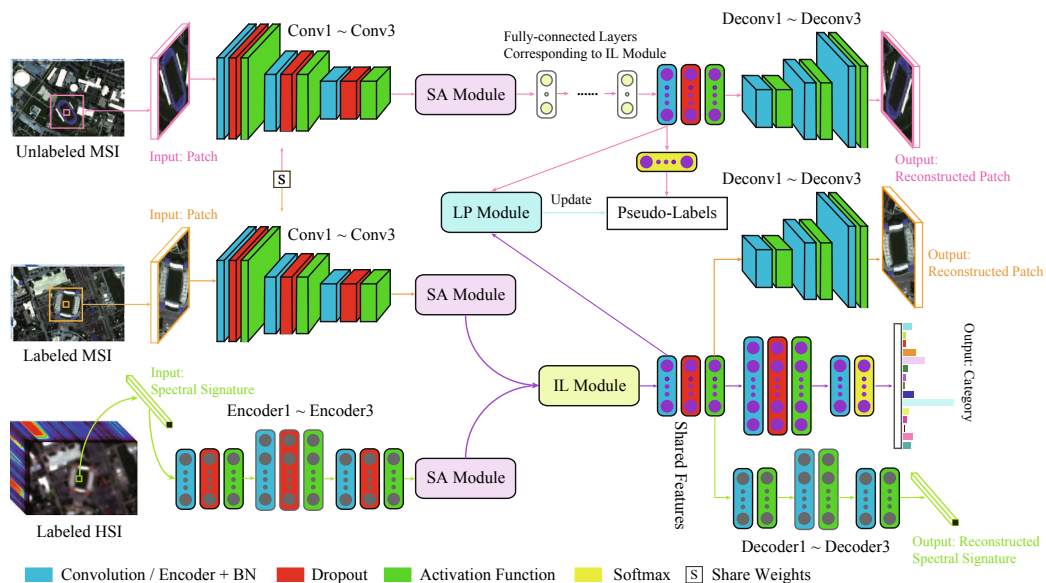 Conv1 ~ Conv3
Fully-connected Layers
Corresponding to IL Module
Deconv1 ~ Deconv3
SA Module
Unlabeled MSI
Input: Patch
Output:
Reconstructed Patch
S
LP Module
Update
Pseudo-Labels
Deconv1 ~ Deconv3
Input: Patch
Conv1 ~ Conv3
Output:
Reconstructed Patch
SA Module
Labeled MSI
Input:
Spectral Signature
IL Module
Output: Category
Encoder1 ~ Encoder3
Shared Features
SA Module
Labeled HSI
Decoder1 ~ Decoder3
Output: Reconstructed
Spectral Signature
Convolution / Encoder + BN
Dropout
Activation Function
Softmax
S Share Weights